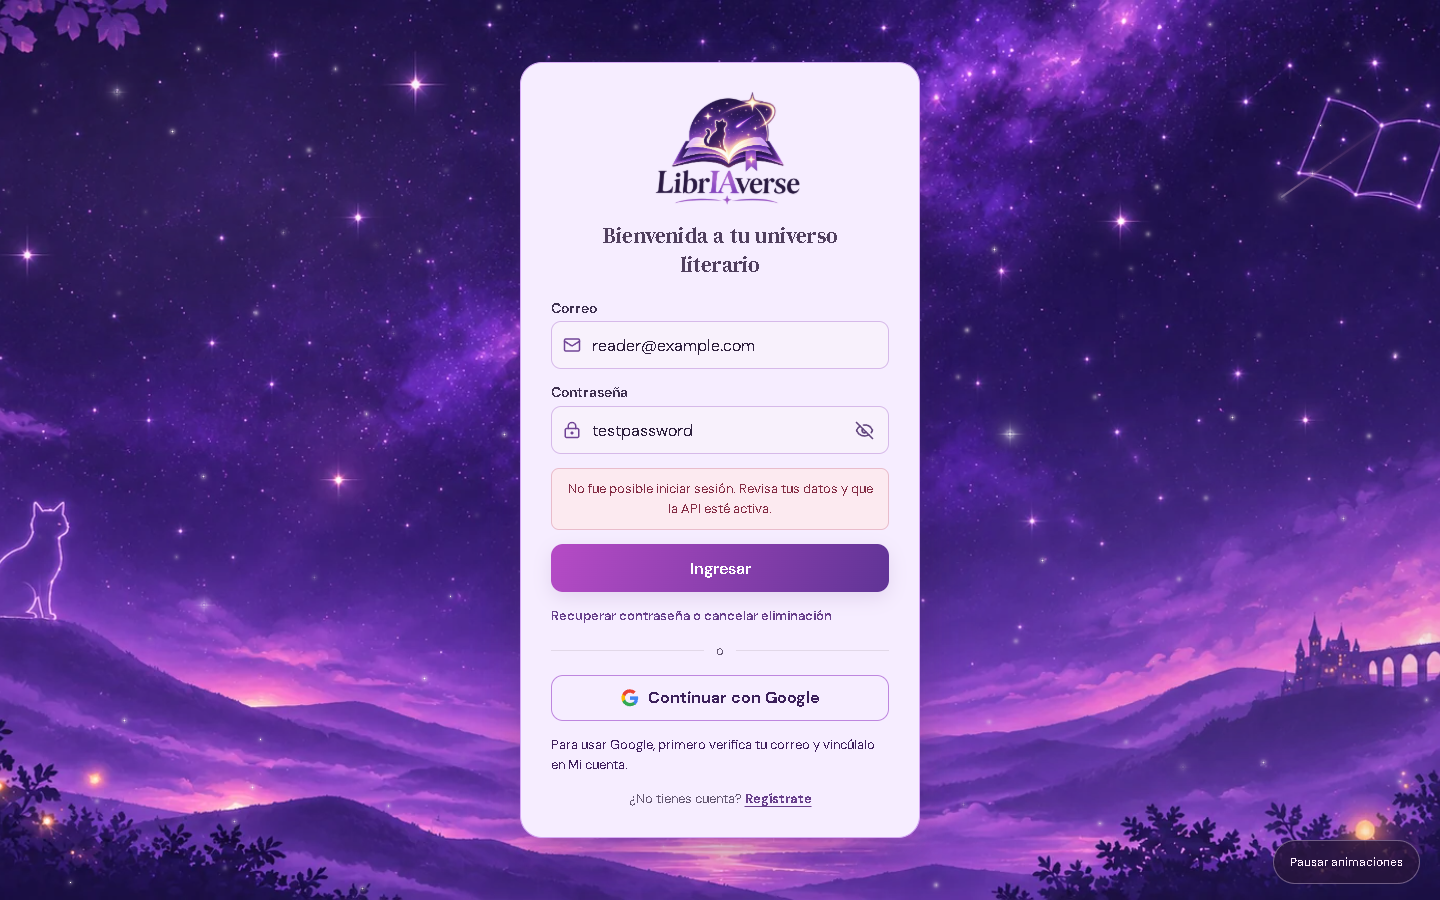 LibrIAverse
Bienvenida a tu universo
literario
Correo
reader@example.com
Contraseña
testpassword
No fue posible iniciar sesión. Revisa tus datos y que
la API esté activa.
Ingresar
Recuperar contraseña o cancelar eliminación
o
Continuar con Google
Para usar Google, primero verifica tu correo y vincúlalo
en Mi cuenta.
¿No tienes cuenta? Regístrate
Pausar animaciones